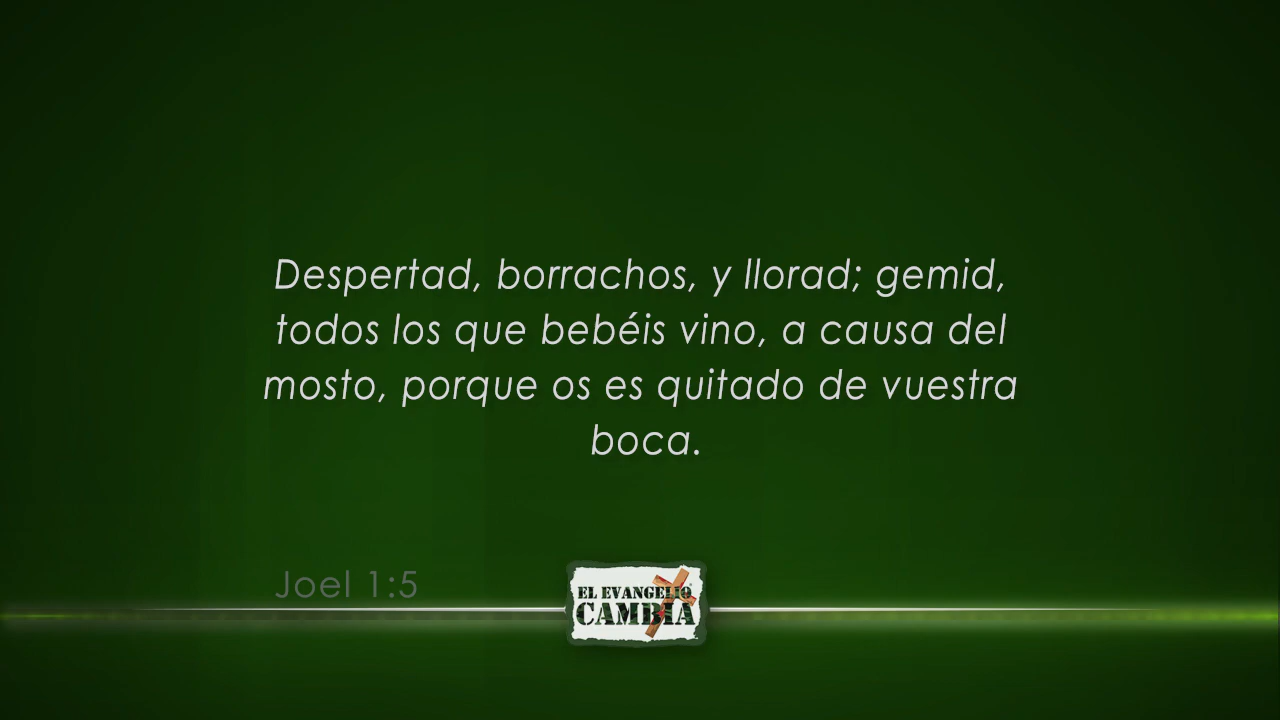 Despertad, borrachos, y llorad; gemid,
todos los que bebéis vino, a causa del
mosto, porque os es quitado de vuestra
boca.
Joel 1:5
EL EVANGELIO
CAMBIA